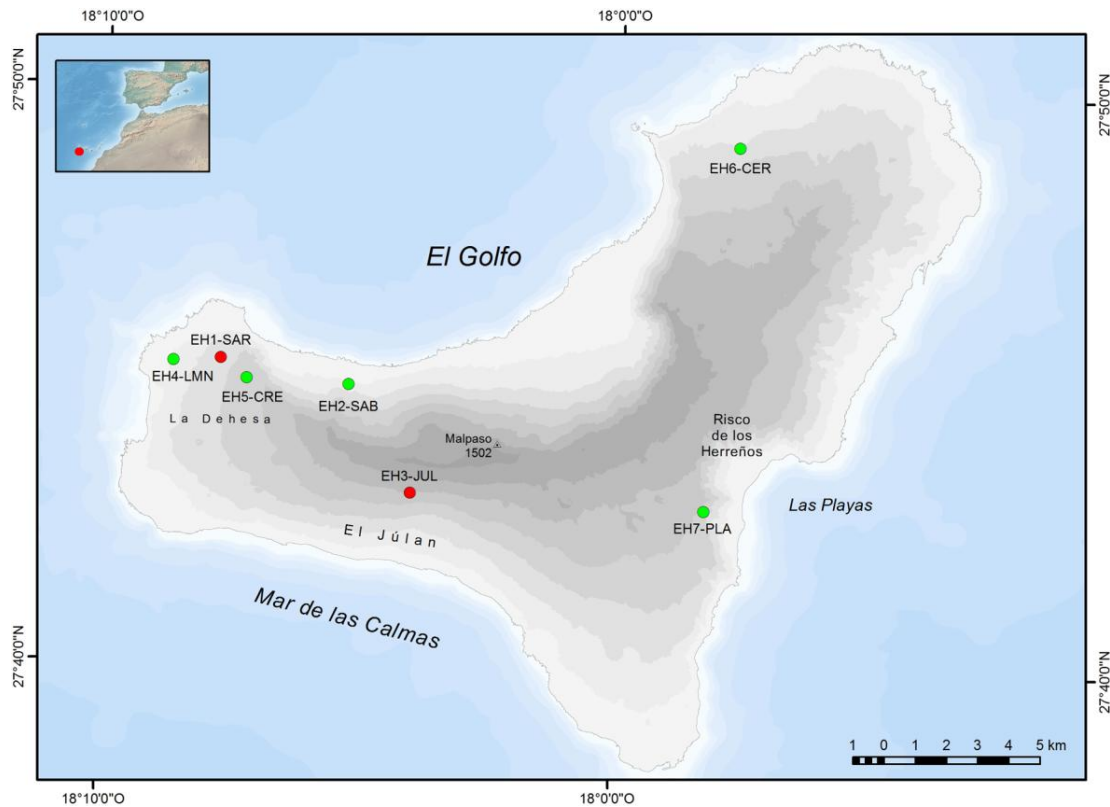 18°10'0"O
18°0'0"O
27°50'0"N
27°50'0"N
EH6-CER
El Golfo
EH1-SAR
EH4-LMN
EH5-CRE
EH2-SAB
La Dehesa
Malpaso
1502
Risco
de los
Herreños
EH3-JUL
Las Playas
EH7-PLA
El Júlan
Mar de las Calmas
27°40'0"N
27°40'0"N
1 0 1 2 3 4 5 km
18°10'0"O
18°0'0"O